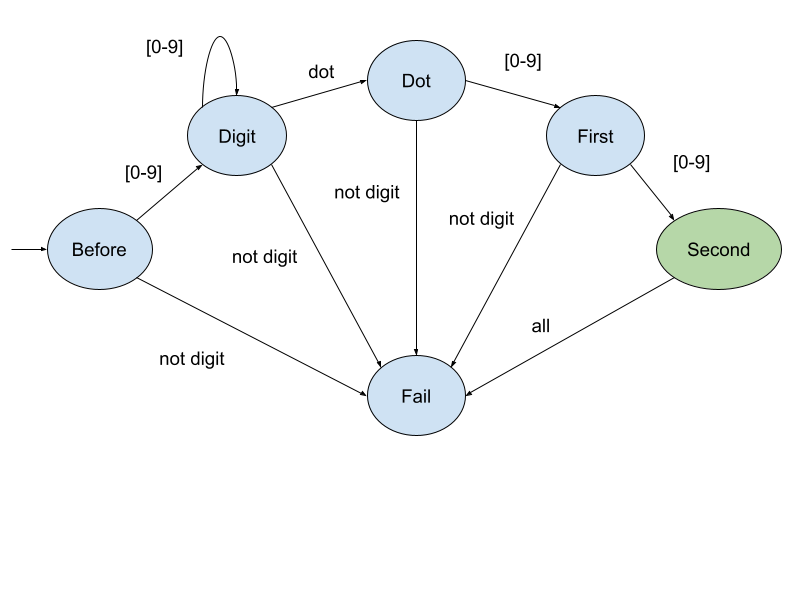 [0-9]
dot
Dot
[0-9]
Digit
First
[0-9]
[0-9]
not digit
not digit
Before
not digit
Second
all
not digit
Fail